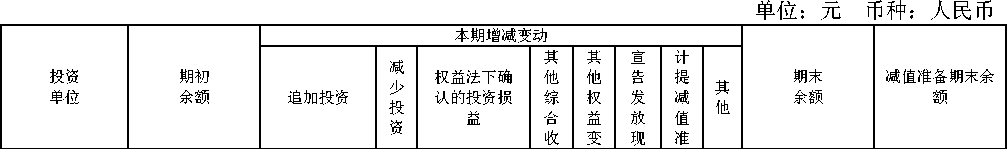 单位：元 币种：人民币
本期增减变动
投资
单位
期初
余额
追加投资
减
少
投
资
权益法下确
认的投资损
益
其
他
综
合
收
其
他
权
益
变
宣
告
发
放
现
计
提
减
值
准
其
他
期末
余额
减值准备期末余
额